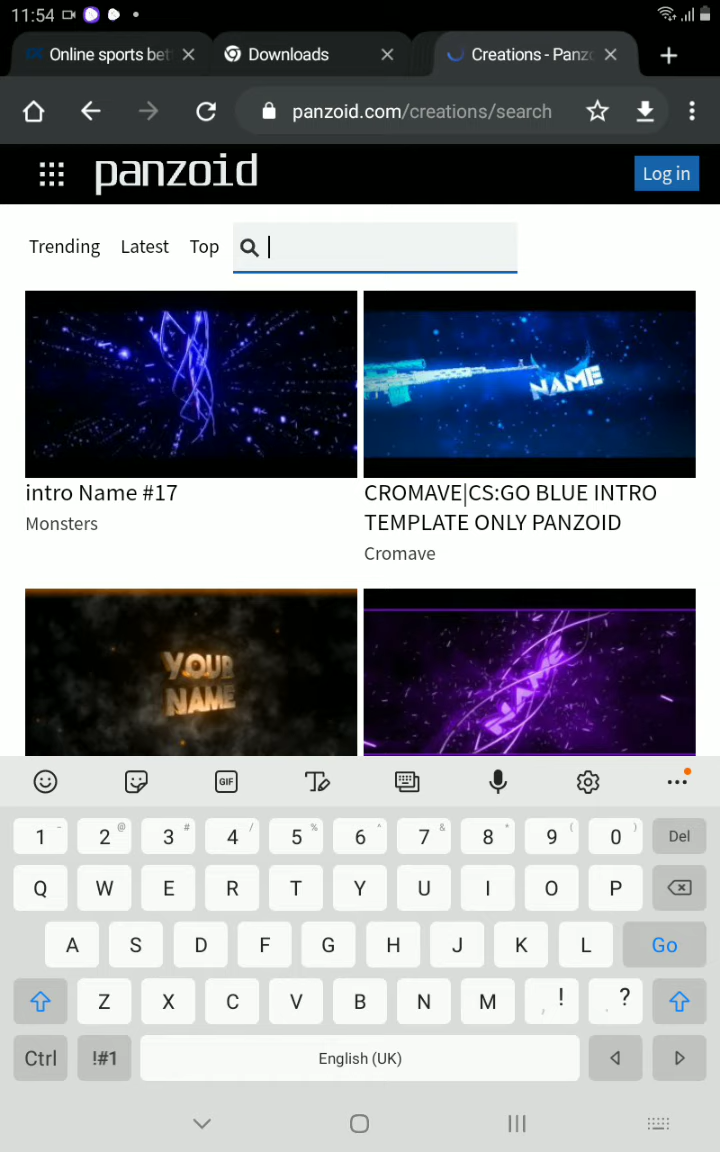 11:54
Online sports bet
Downloads
Creations - Panzo
panzoid.com/creations/search
panzoid
Log in
Trending
Latest
Top
NAME
intro Name #17
Monsters
CROMAVE|CS:GO BLUE INTRO
TEMPLATE ONLY PANZOID
Cromave
YOUR
NAME
NAME
GIF
1 - 2 @ 3 # 4 / 5 % 6 ^ 7 & 8 * 9 ( 0 ) Del
Q W E R T Y U I O P
A S D F G H J K L Go
Z X C V B N M , ! . ?
Ctrl !#1 English (UK)